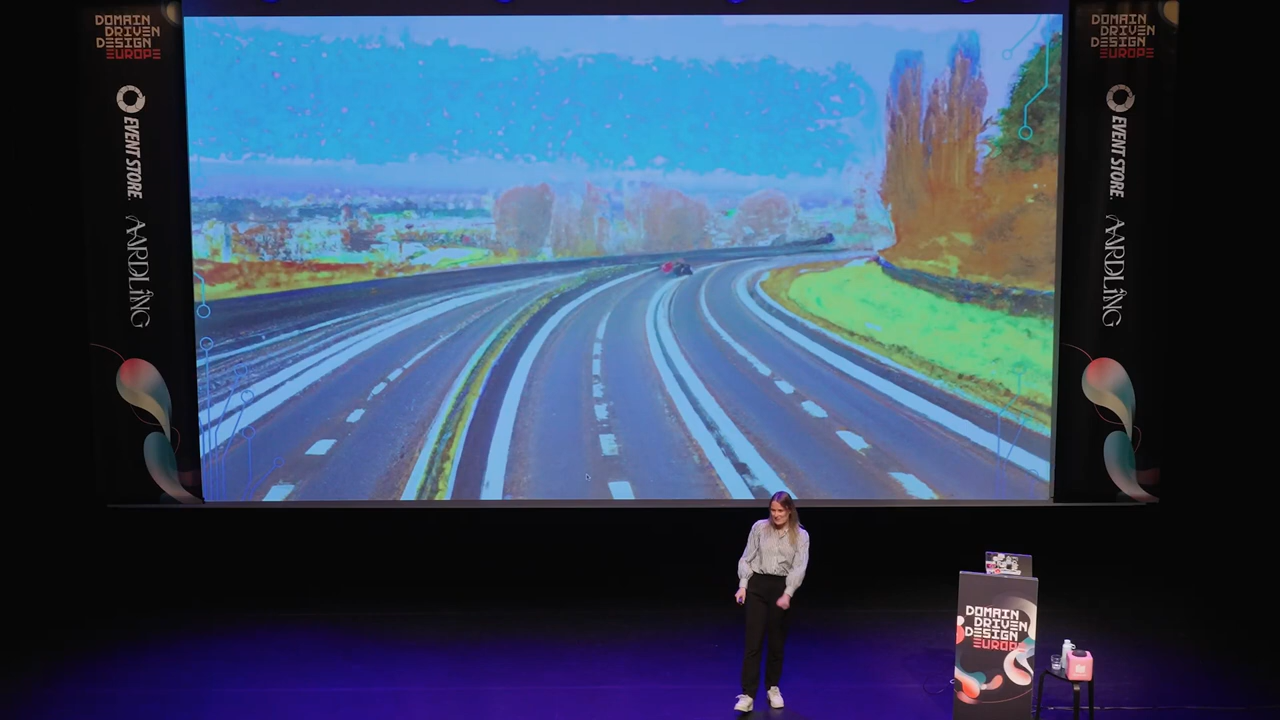 DOMAIN
DRIVEN
DESIGN
EUROPE
EVENT STORE.
AARDLING
DOMAIN
DRIVEN
DESIGN
EUROPE
EVENT STORE.
AARDLING
DOMAIN
DRIVEN
DESIGN
EUROPE